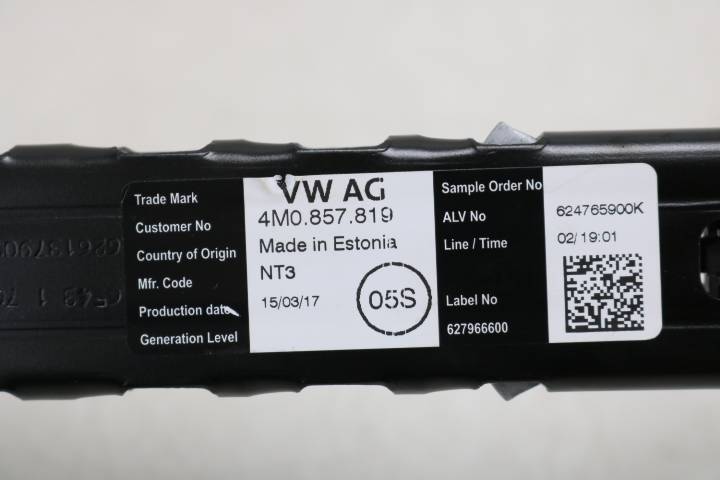 Trade Mark VW AG
Customer No 4M0.857.819
Country of Origin Made in Estonia
Mfr. Code NT3
Production date 15/03/17
Generation Level
05S
Sample Order No
ALV No 624765900K
Line / Time 02/ 19:01
Label No
627966600